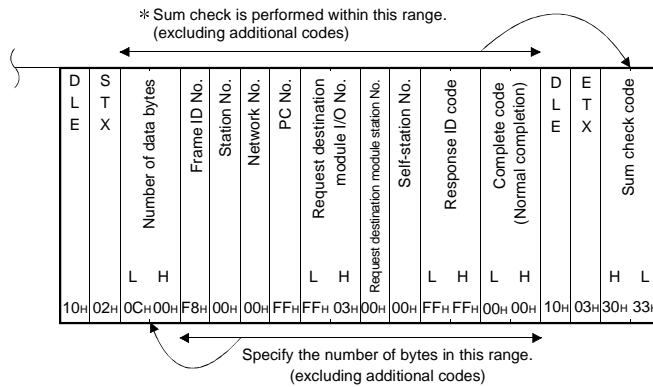 * Sum check is performed within this range.
(excluding additional codes)
DLE
STX
Number of data bytes
Frame ID No.
Station No.
Network No.
PC No.
Request destination
module I/O No.
Request destination module station No.
Self-station No.
Response ID code
Complete code
(Normal completion)
DLE
ETX
Sum check code
L H L H L H L H H L
10H 02H 0CH 00H F8H 00H 00H FFH FFH 03H 00H 00H FFH FFH 00H 00H 10H 03H 30H 33H
Specify the number of bytes in this range.
(excluding additional codes)